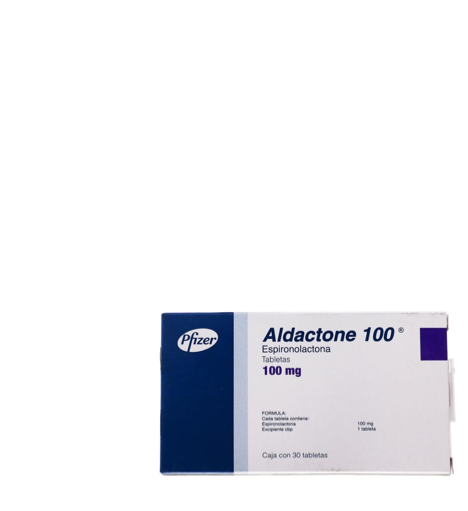 Pfizer
Aldactone 100®
Espironolactona
Tabletas
100 mg
FORMULA:
Cada tableta contiene:
Espironolactona 100 mg
Excipiente cbp 1 tableta
Caja con 30 tabletas